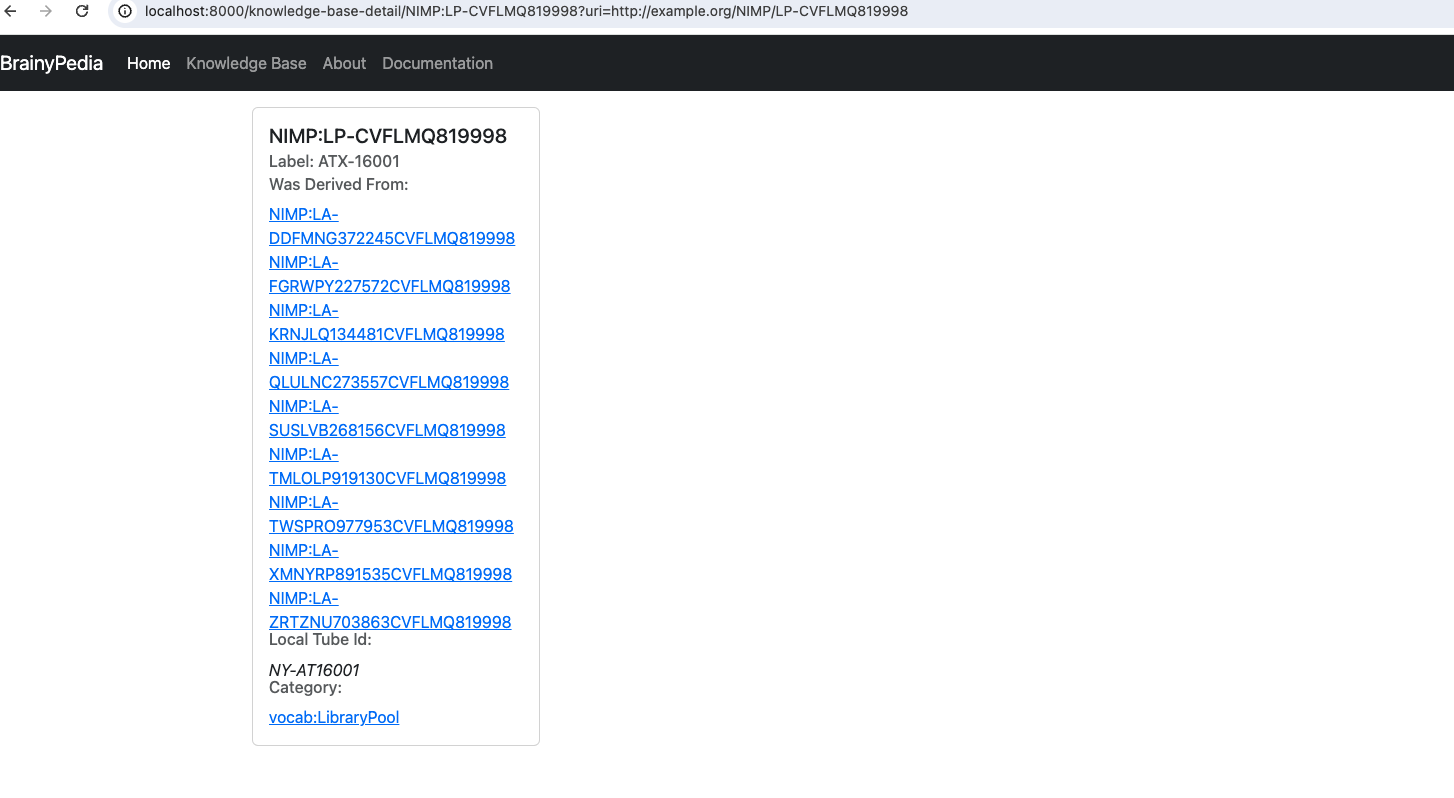 localhost:8000/knowledge-base-detail/NIMP:LP-CVFLMQ819998?uri=http://example.org/NIMP/LP-CVFLMQ819998
BrainyPedia Home Knowledge Base About Documentation
NIMP:LP-CVFLMQ819998
Label: ATX-16001
Was Derived From:
NIMP:LA-
DDFMNG372245CVFLMQ819998
NIMP:LA-
FGRWPY227572CVFLMQ819998
NIMP:LA-
KRNJLQ134481CVFLMQ819998
NIMP:LA-
QLULNC273557CVFLMQ819998
NIMP:LA-
SUSLVB268156CVFLMQ819998
NIMP:LA-
TMLOLP919130CVFLMQ819998
NIMP:LA-
TWSPRO977953CVFLMQ819998
NIMP:LA-
XMNYRP891535CVFLMQ819998
NIMP:LA-
ZRTZNU703863CVFLMQ819998
Local Tube Id:
NY-AT16001
Category:
vocab:LibraryPool